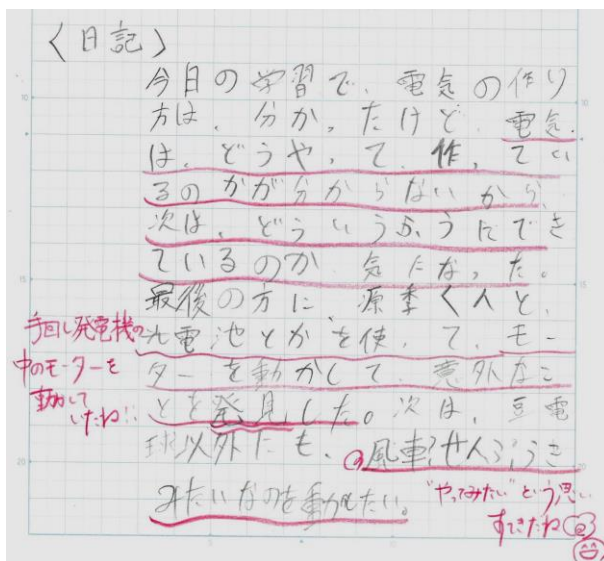 〈日記〉
今日の学習で、電気の作り
方は、分かったけど、電気
は、どうやって、作ってい
るのかが分からないから、
次は、どういうふうにでき
ているのか気になった。
最後の方に、源季くんと、
光電池とかを使って、モー
ターを動かして、意外なこ
とを発見した。次は、豆電
球以外にも、風車?せんぷうき
みたいなのを動かしたい。
手回し発電機の
中のモーターを
動かして
いたね!!
"やってみたい"という思い
すてきだね